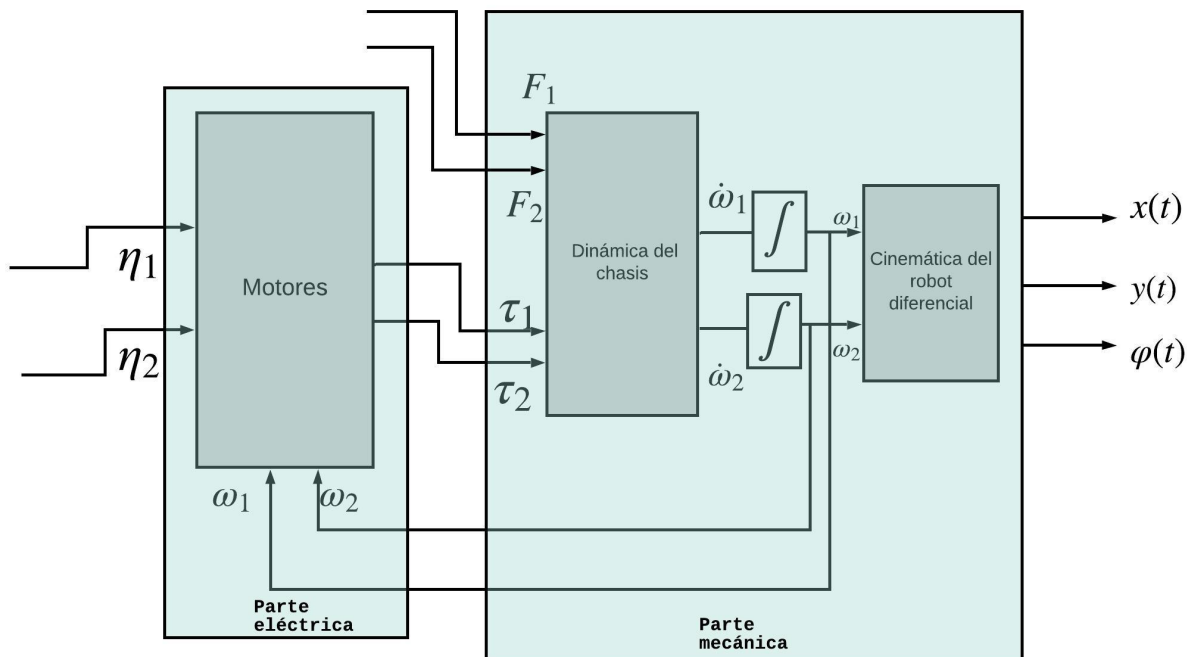 F₁
F₂
η₁
η₂
Motores
τ₁
τ₂
Dinámica del
chasis
ω̇₁
∫
ω₁
ω̇₂
∫
ω₂
Cinemática del
robot
diferencial
x(t)
y(t)
φ(t)
ω₁
ω₂
Parte
eléctrica
Parte
mecánica